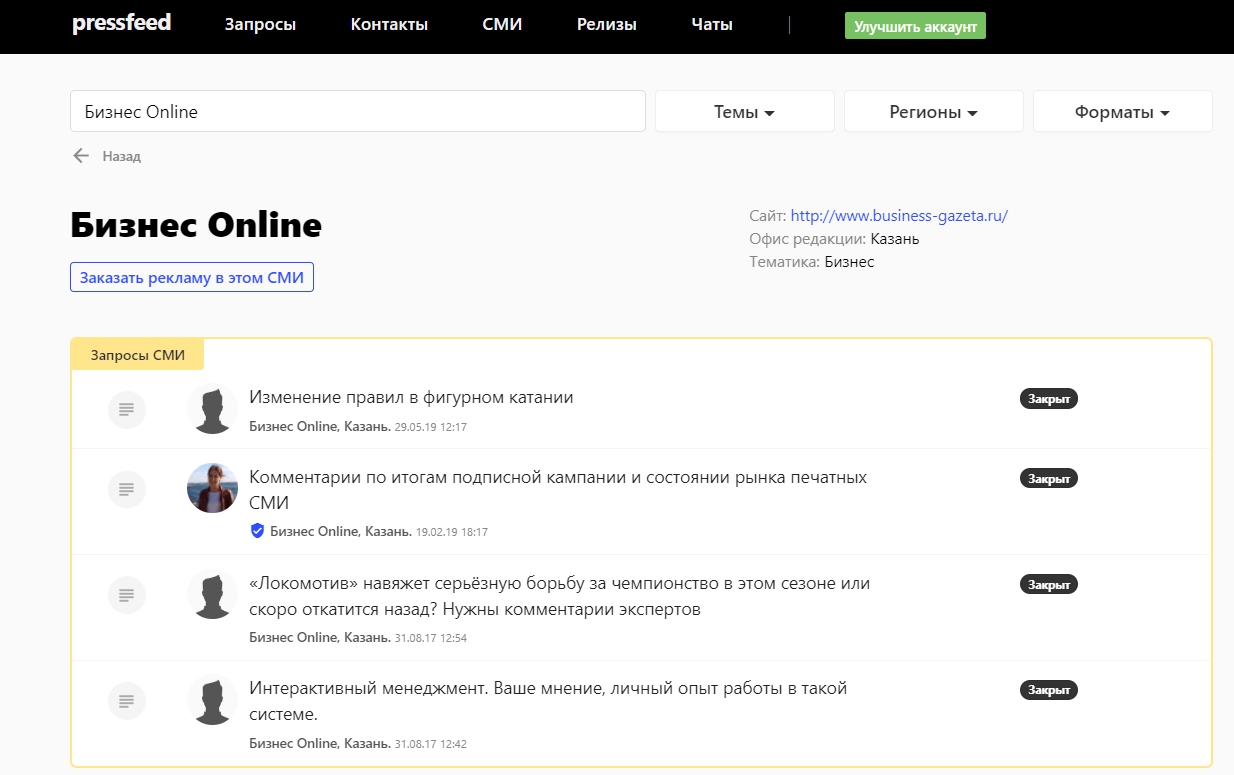 pressfeed Запросы Контакты СМИ Релизы Чаты Улучшить аккаунт
Бизнес Online Темы Регионы Форматы
Назад
Бизнес Online
Сайт: http://www.business-gazeta.ru/
Офис редакции: Казань
Тематика: Бизнес
Заказать рекламу в этом СМИ
Запросы СМИ
Изменение правил в фигурном катании Закрыт
Бизнес Online, Казань. 29.05.19 12:17
Комментарии по итогам подписной кампании и состоянии рынка печатных Закрыт
СМИ
Бизнес Online, Казань. 19.02.19 18:17
«Локомотив» навяжет серьёзную борьбу за чемпионство в этом сезоне или Закрыт
скоро откатится назад? Нужны комментарии экспертов
Бизнес Online, Казань. 31.08.17 12:54
Интерактивный менеджмент. Ваше мнение, личный опыт работы в такой Закрыт
системе.
Бизнес Online, Казань. 31.08.17 12:42